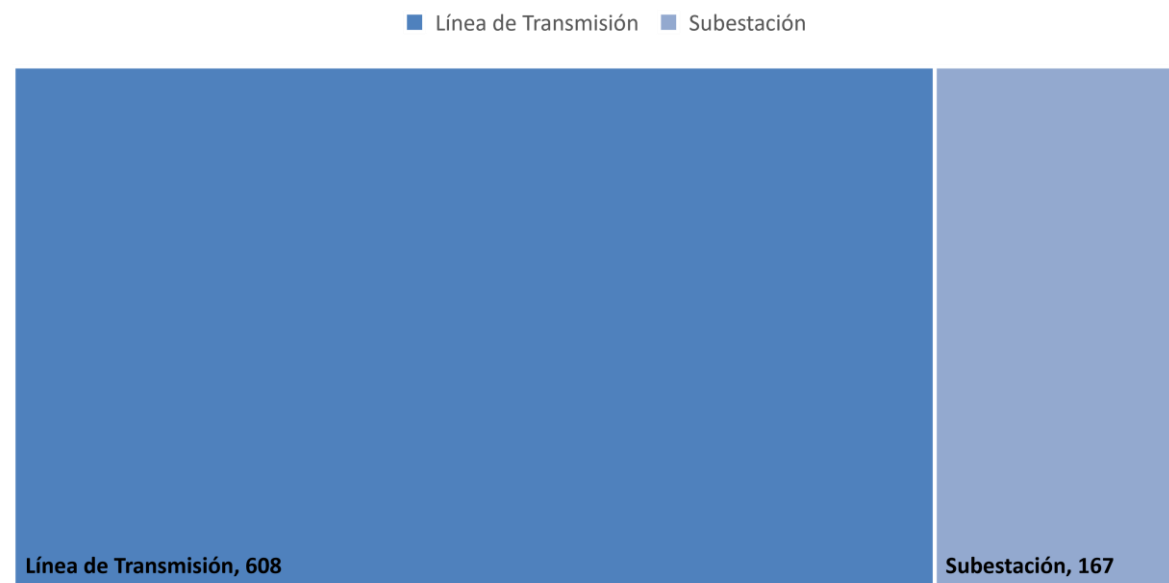 Línea de Transmisión Subestación
Línea de Transmisión, 608 Subestación, 167